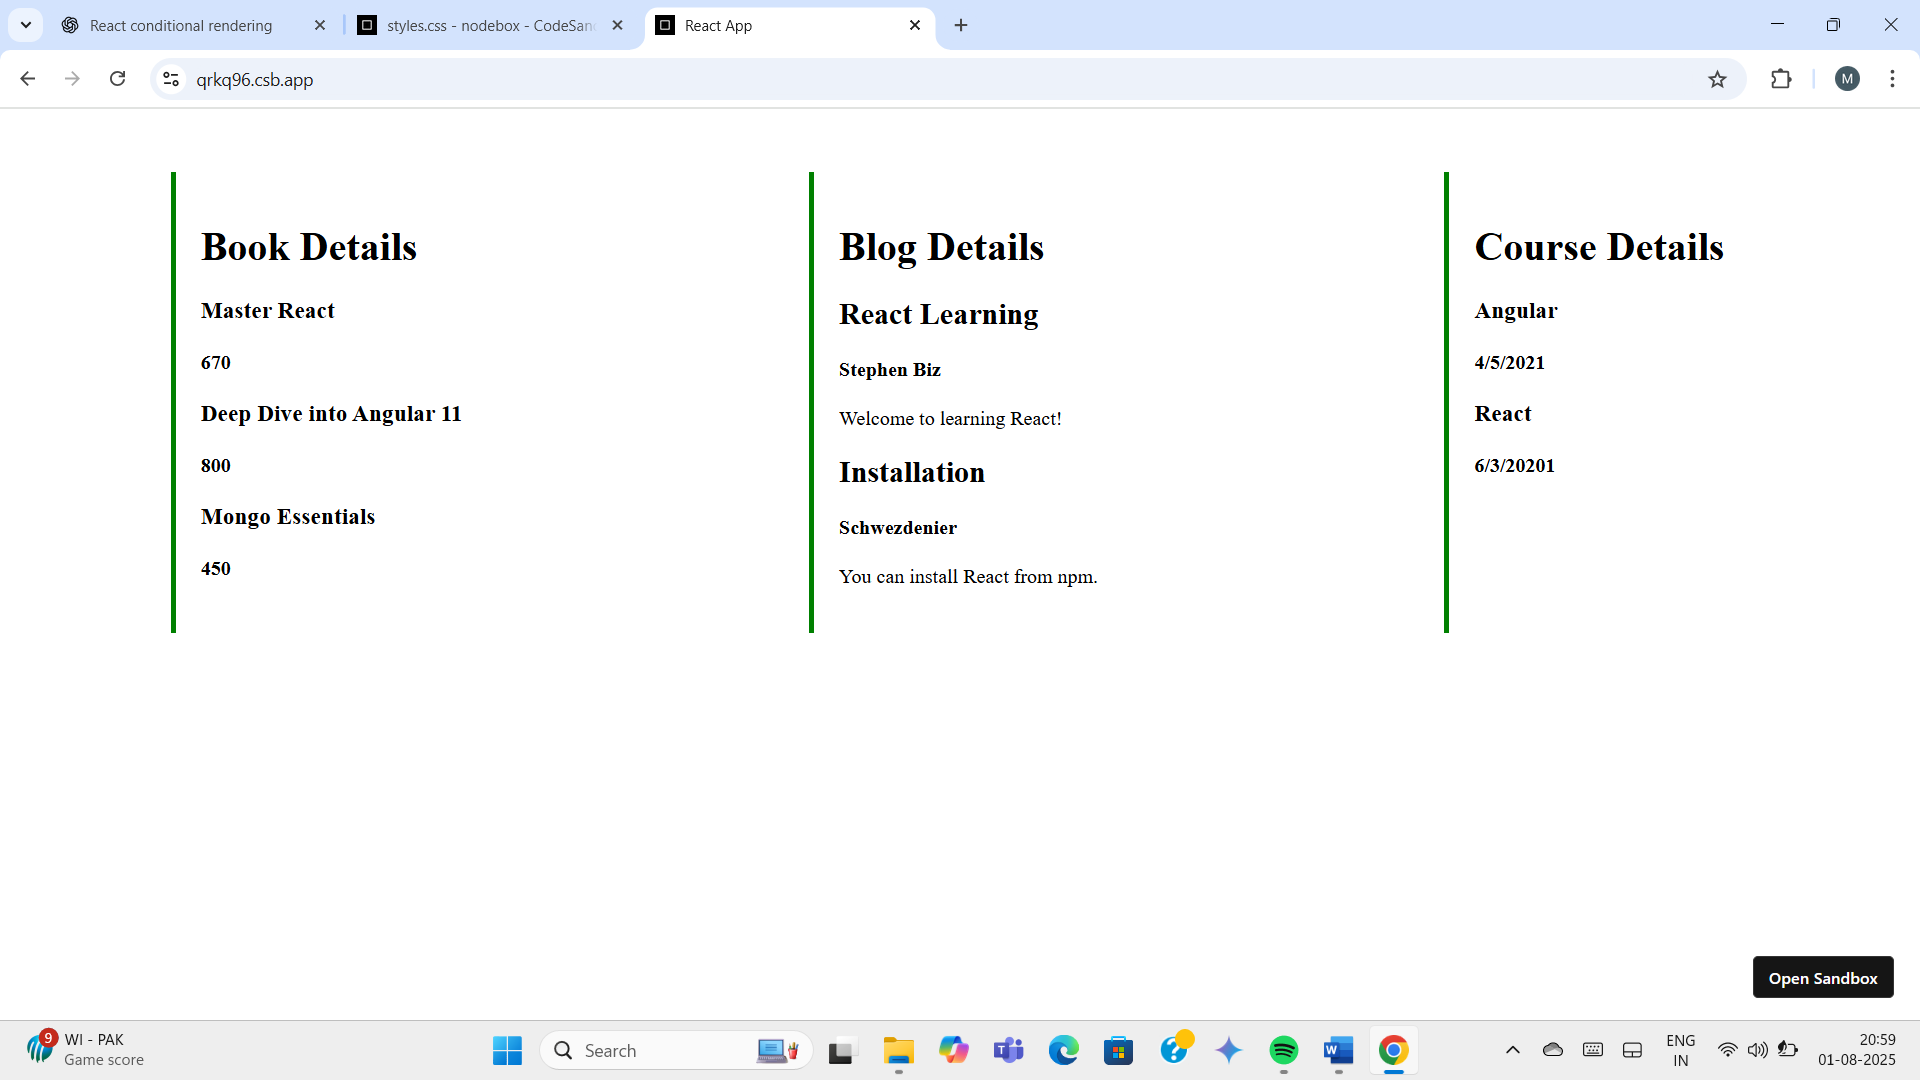 React conditional rendering
styles.css - nodebox - CodeSan
React App
qrkq96.csb.app
M
Book Details
Master React
670
Deep Dive into Angular 11
800
Mongo Essentials
450
Blog Details
React Learning
Stephen Biz
Welcome to learning React!
Installation
Schwezdenier
You can install React from npm.
Course Details
Angular
4/5/2021
React
6/3/20201
Open Sandbox
9
WI - PAK
Game score
Search
ENG
IN
20:59
01-08-2025